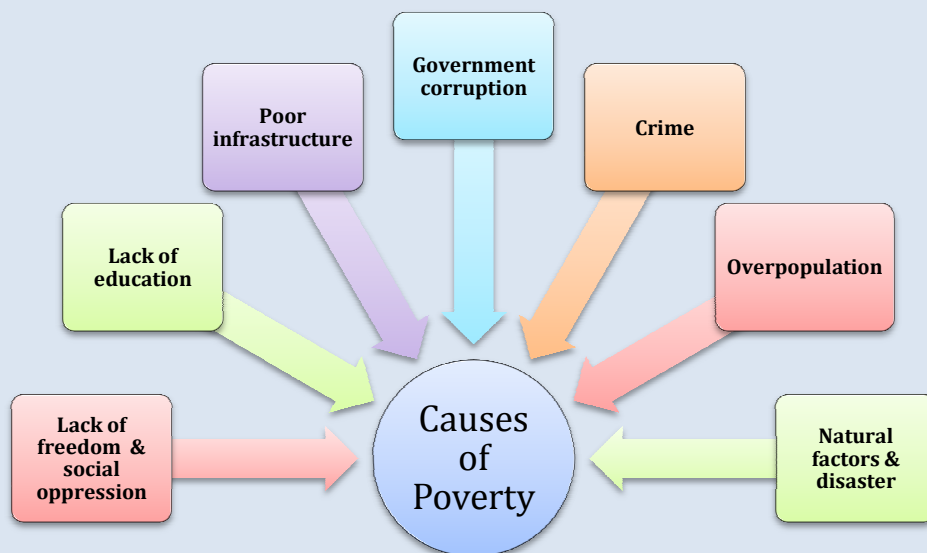 Government
corruption
Poor
infrastructure
Crime
Lack of
education
Overpopulation
Lack of
freedom & 
social
oppression
Causes
of
Poverty
Natural
factors &
disaster